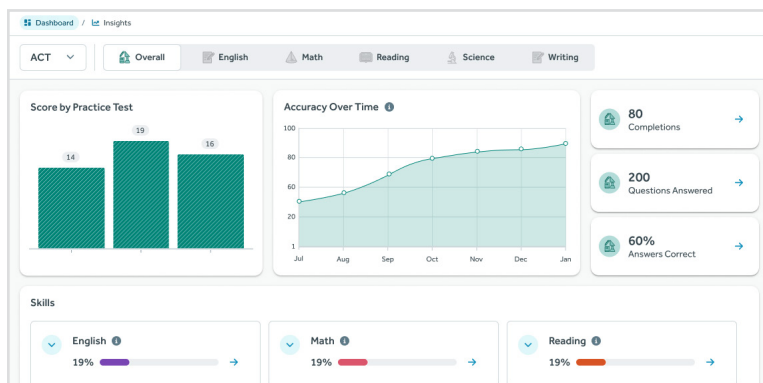 Dashboard / Insights
ACT Overall English Math Reading Science Writing
Score by Practice Test
14
19
16
Accuracy Over Time
100
80
60
20
1
Jul Aug Sep Oct Nov Dec Jan
80
Completions
200
Questions Answered
60%
Answers Correct
Skills
English
19%
Math
19%
Reading
19%